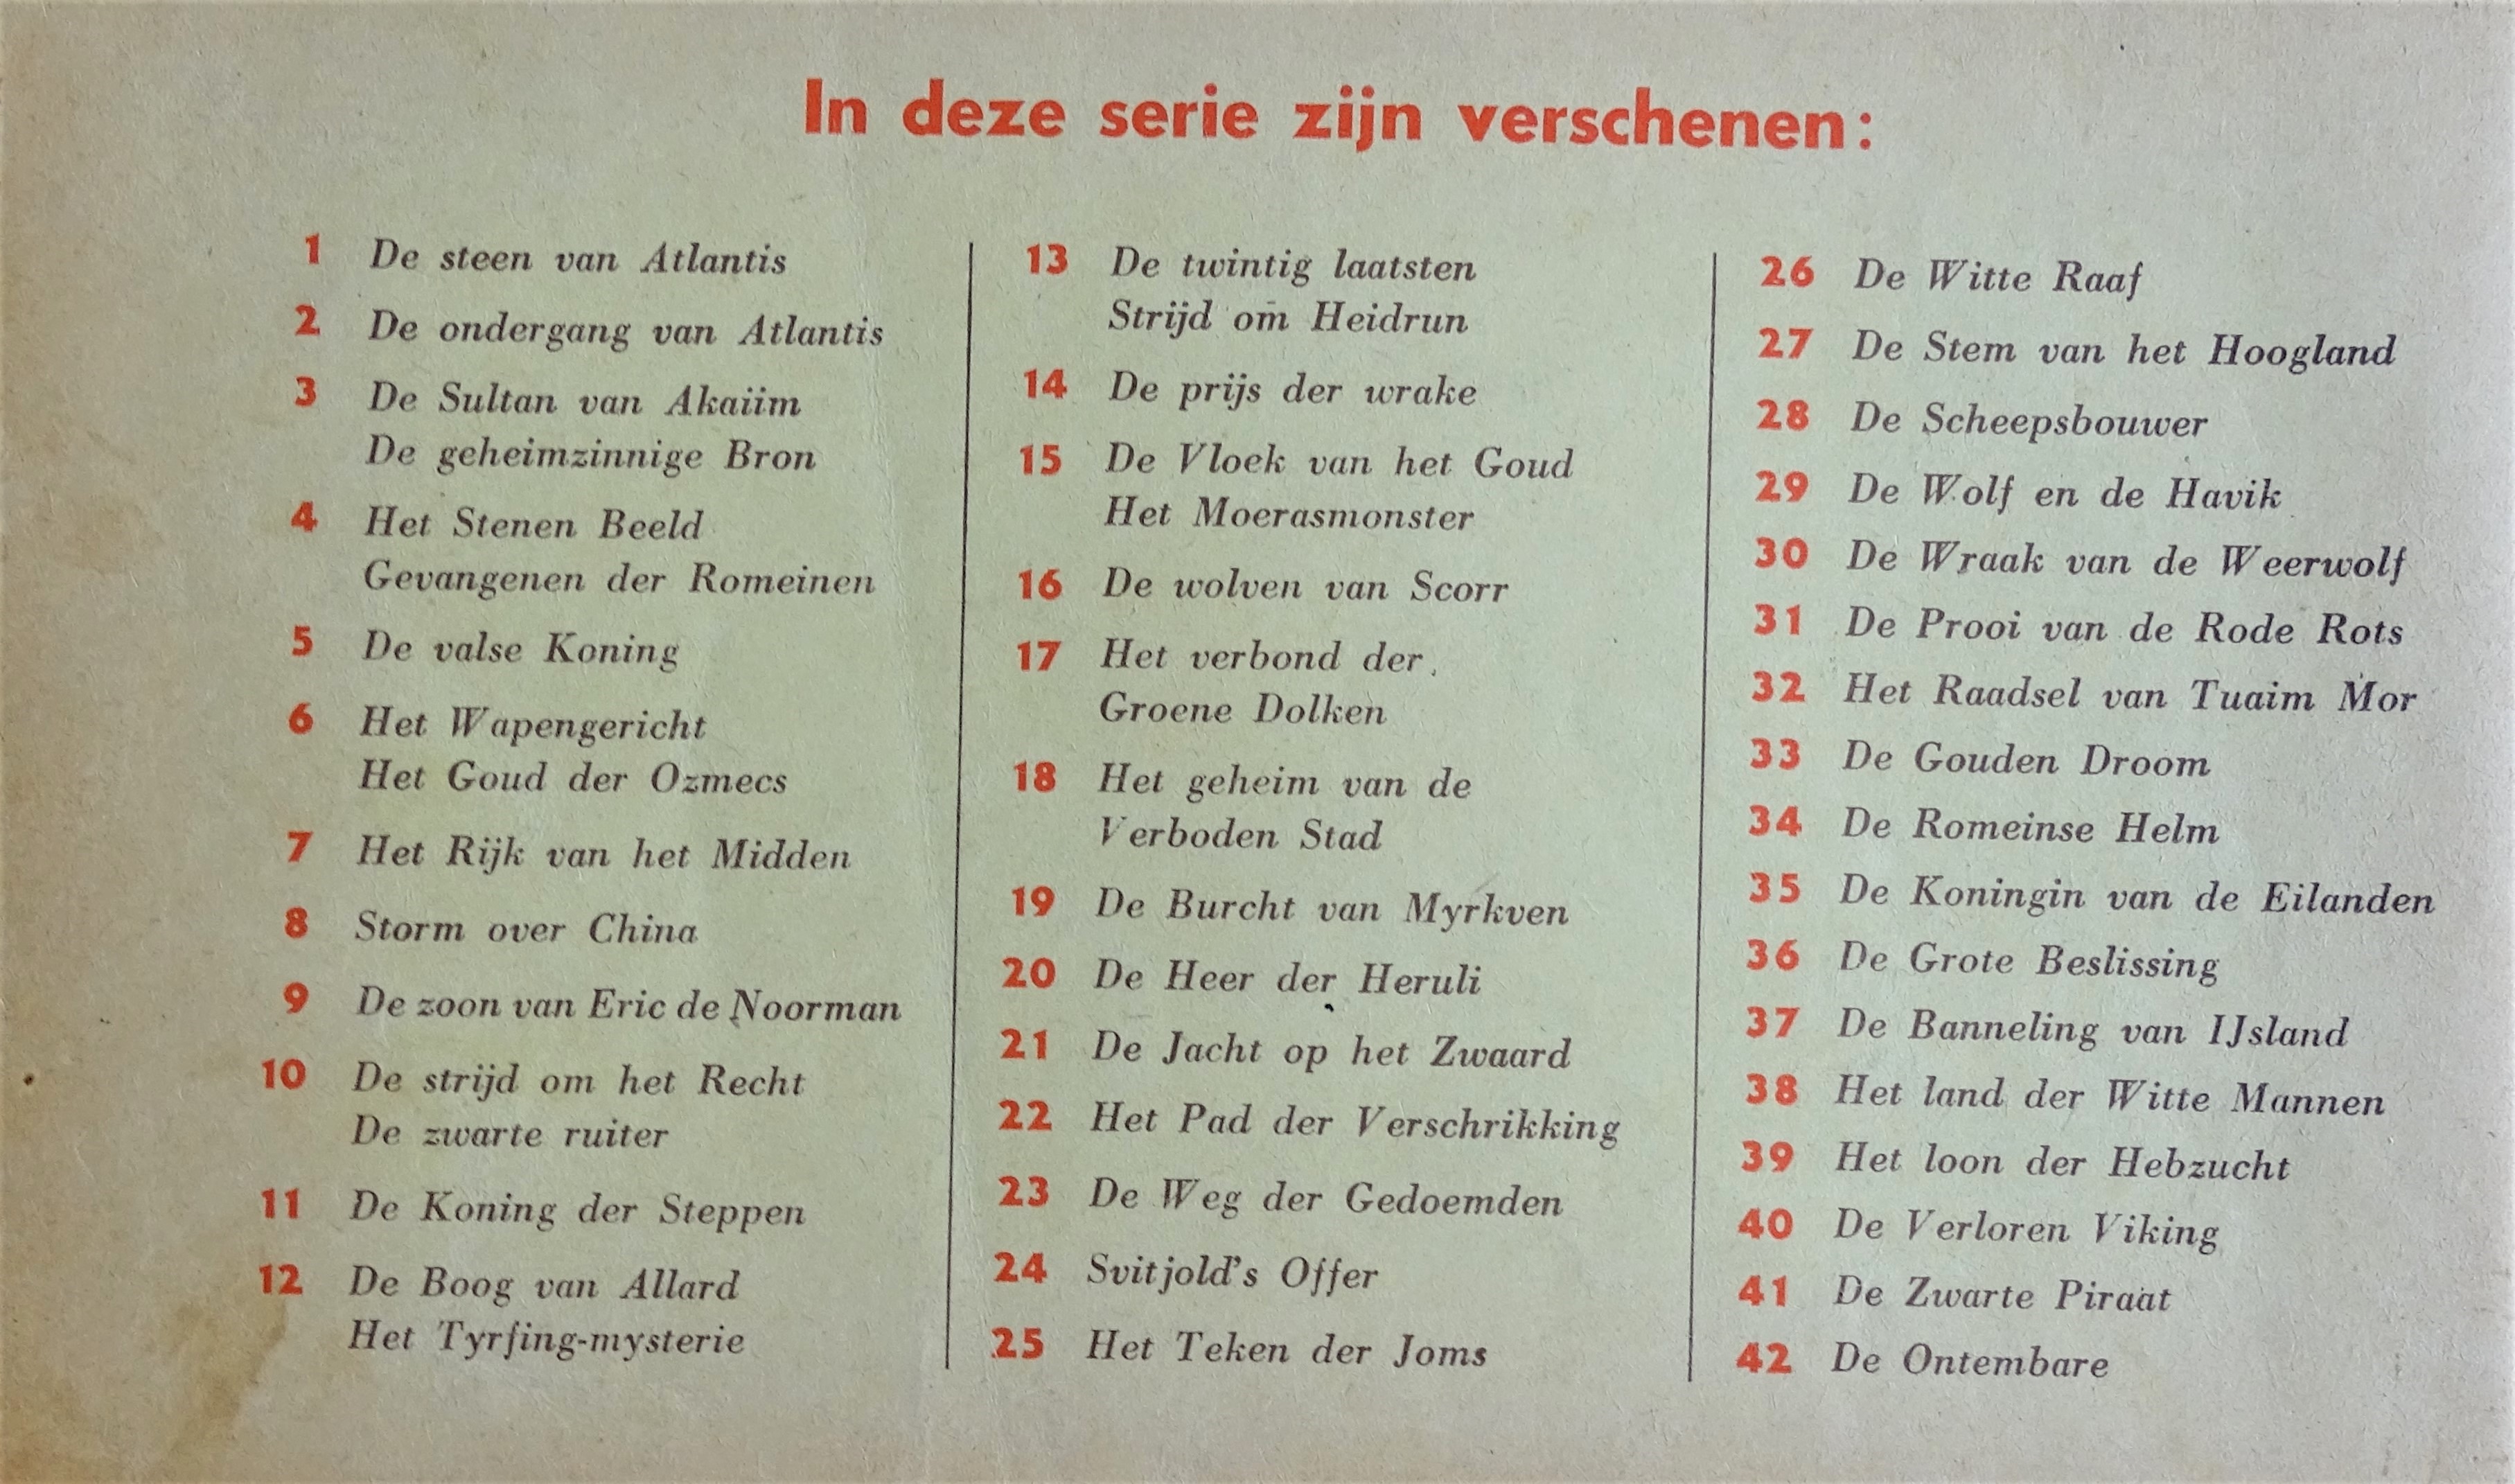 In deze serie zijn verschenen:
1 De steen van Atlantis
2 De ondergang van Atlantis
3 De Sultan van Akaiim
De geheimzinnige Bron
4 Het Stenen Beeld
Gevangenen der Romeinen
5 De valse Koning
6 Het Wapengericht
Het Goud der Ozmecs
7 Het Rijk van het Midden
8 Storm over China
9 De zoon van Eric de Noorman
10 De strijd om het Recht
De zwarte ruiter
11 De Koning der Steppen
12 De Boog van Allard
Het Tyrfing-mysterie
13 De twintig laatsten
Strijd om Heidrun
14 De prijs der wrake
15 De Vloek van het Goud
Het Moerasmonster
16 De wolven van Scorr
17 Het verbond der
Groene Dolken
18 Het geheim van de
Verboden Stad
19 De Burcht van Myrkven
20 De Heer der Heruli
21 De Jacht op het Zwaard
22 Het Pad der Verschrikking
23 De Weg der Gedoemden
24 Svitjold's Offer
25 Het Teken der Joms
26 De Witte Raaf
27 De Stem van het Hoogland
28 De Scheepsbouwer
29 De Wolf en de Havik
30 De Wraak van de Weerwolf
31 De Prooi van de Rode Rots
32 Het Raadsel van Tuaim Mor
33 De Gouden Droom
34 De Romeinse Helm
35 De Koningin van de Eilanden
36 De Grote Beslissing
37 De Banneling van IJsland
38 Het land der Witte Mannen
39 Het loon der Hebzucht
40 De Verloren Viking
41 De Zwarte Piraat
42 De Ontembare